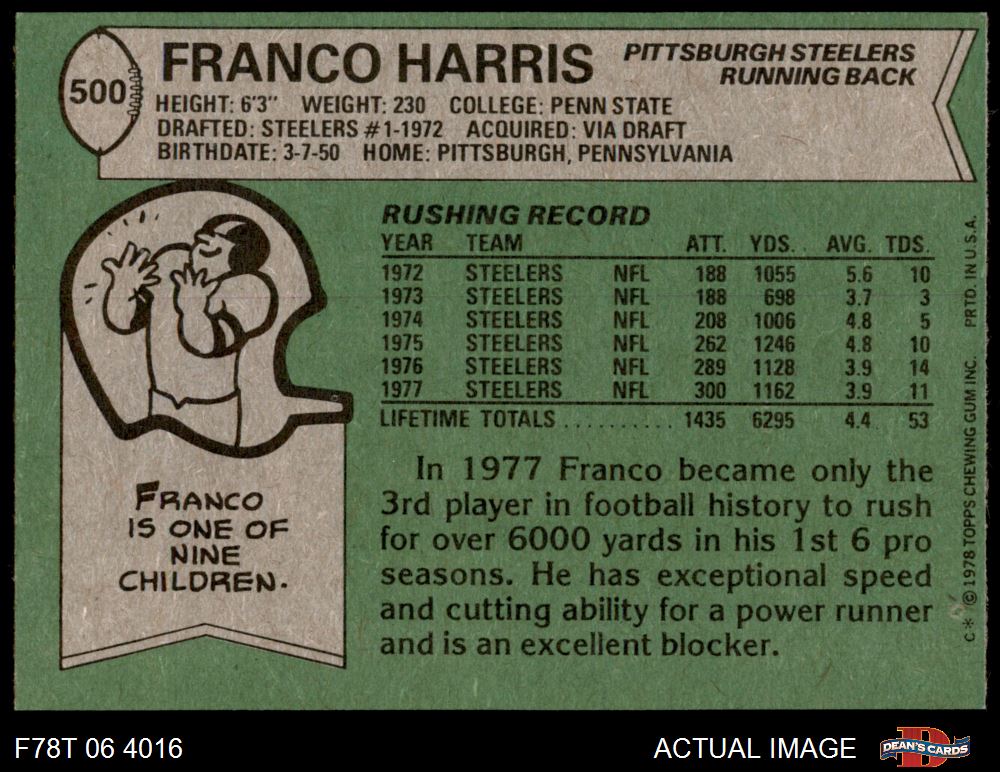 500
FRANCO HARRIS
PITTSBURGH STEELERS
RUNNING BACK
HEIGHT: 6'3" WEIGHT: 230 COLLEGE: PENN STATE
DRAFTED: STEELERS #1-1972 ACQUIRED: VIA DRAFT
BIRTHDATE: 3-7-50 HOME: PITTSBURGH, PENNSYLVANIA
RUSHING RECORD
YEAR TEAM ATT. YDS. AVG. TDS.
1972 STEELERS NFL 188 1055 5.6 10
1973 STEELERS NFL 188 698 3.7 3
1974 STEELERS NFL 208 1006 4.8 5
1975 STEELERS NFL 262 1246 4.8 10
1976 STEELERS NFL 289 1128 3.9 14
1977 STEELERS NFL 300 1162 3.9 11
LIFETIME TOTALS .......... 1435 6295 4.4 53
In 1977 Franco became only the
3rd player in football history to rush
for over 6000 yards in his 1st 6 pro
seasons. He has exceptional speed
and cutting ability for a power runner
and is an excellent blocker.
FRANCO
IS ONE OF
NINE
CHILDREN.
C* © 1978 TOPPS CHEWING GUM INC. PRTD. IN U.S.A.
F78T 06 4016
ACTUAL IMAGE
D
DEAN'S CARDS